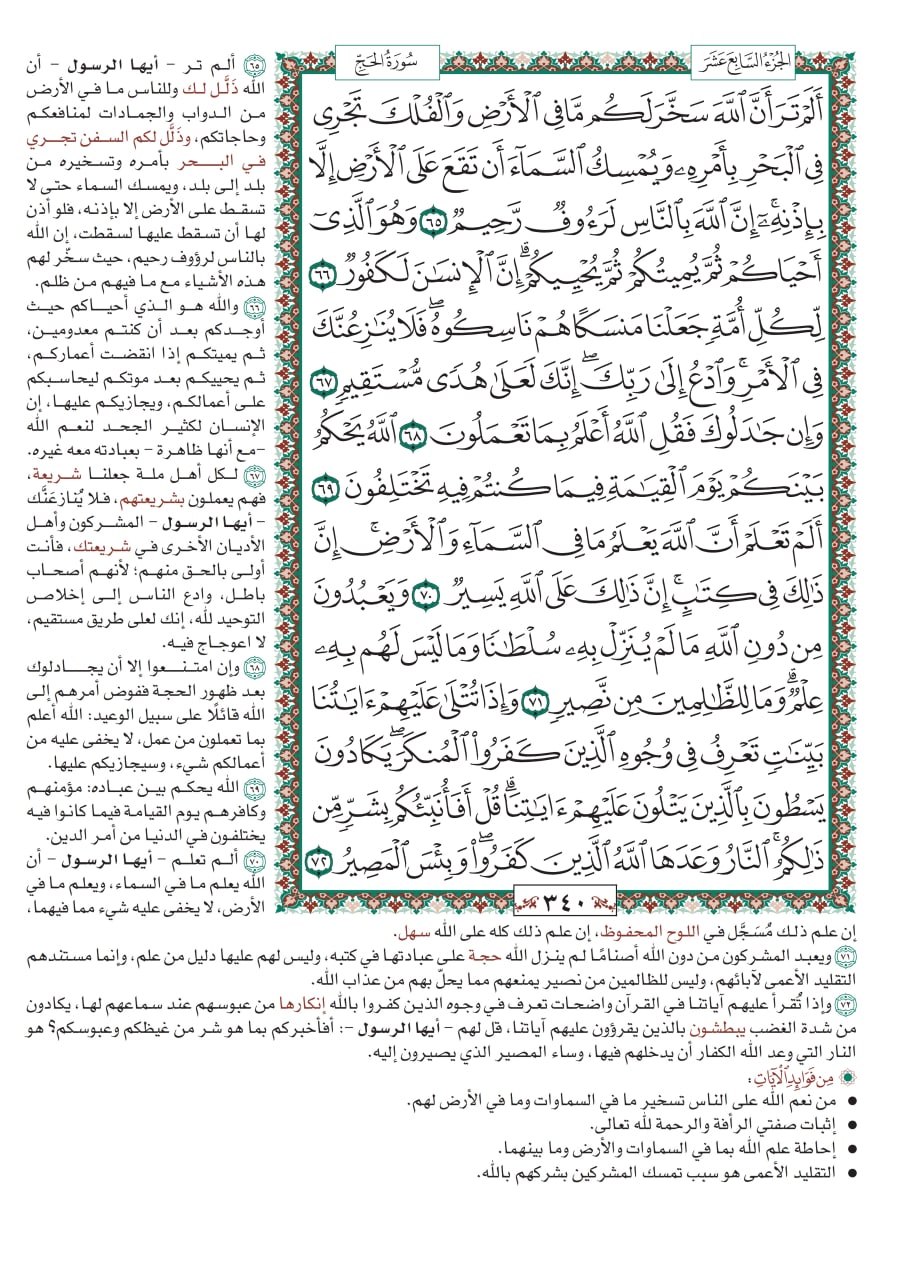 الجُزْءُ السَّابِعَ عَشَرَ
سُورَةُ الحَجِّ
أَلَمۡ تَرَ أَنَّ ٱللَّهَ سَخَّرَ لَكُم مَّا فِي ٱلۡأَرۡضِ وَٱلۡفُلۡكَ تَجۡرِي
فِي ٱلۡبَحۡرِ بِأَمۡرِهِۦ وَيُمۡسِكُ ٱلسَّمَآءَ أَن تَقَعَ عَلَى ٱلۡأَرۡضِ إِلَّا
بِإِذۡنِهِۦٓۚ إِنَّ ٱللَّهَ بِٱلنَّاسِ لَرَءُوفٞ رَّحِيمٞ ٦٥ وَهُوَ ٱلَّذِيٓ
أَحۡيَاكُمۡ ثُمَّ يُمِيتُكُمۡ ثُمَّ يُحۡيِيكُمۡۗ إِنَّ ٱلۡإِنسَٰنَ لَكَفُورٞ ٦٦
لِّكُلِّ أُمَّةٖ جَعَلۡنَا مَنسَكًا هُمۡ نَاسِكُوهُۖ فَلَا يُنَٰزِعُنَّكَ
فِي ٱلۡأَمۡرِۚ وَٱدۡعُ إِلَىٰ رَبِّكَۖ إِنَّكَ لَعَلَىٰ هُدٗى مُّسۡتَقِيمٖ ٦٧
وَإِن جَٰدَلُوكَ فَقُلِ ٱللَّهُ أَعۡلَمُ بِمَا تَعۡمَلُونَ ٦٨ ٱللَّهُ يَحۡكُمُ
بَيۡنَكُمۡ يَوۡمَ ٱلۡقِيَٰمَةِ فِيمَا كُنتُمۡ فِيهِ تَخۡتَلِفُونَ ٦٩
أَلَمۡ تَعۡلَمۡ أَنَّ ٱللَّهَ يَعۡلَمُ مَا فِي ٱلسَّمَآءِ وَٱلۡأَرۡضِۚ إِنَّ
ذَٰلِكَ فِي كِتَٰبٍۚ إِنَّ ذَٰلِكَ عَلَى ٱللَّهِ يَسِيرٞ ٧٠ وَيَعۡبُدُونَ
مِن دُونِ ٱللَّهِ مَا لَمۡ يُنَزِّلۡ بِهِۦ سُلۡطَٰنٗا وَمَا لَيۡسَ لَهُم بِهِۦ
عِلۡمٞۗ وَمَا لِلظَّٰلِمِينَ مِن نَّصِيرٖ ٧١ وَإِذَا تُتۡلَىٰ عَلَيۡهِمۡ ءَايَٰتُنَا
بَيِّنَٰتٖ تَعۡرِفُ فِي وُجُوهِ ٱلَّذِينَ كَفَرُواْ ٱلۡمُنكَرَۖ يَكَادُونَ
يَسۡطُونَ بِٱلَّذِينَ يَتۡلُونَ عَلَيۡهِمۡ ءَايَٰتِنَاۗ قُلۡ أَفَأُنَبِّئُكُم بِشَرّٖ مِّن
ذَٰلِكُمُۚ ٱلنَّارُ وَعَدَهَا ٱللَّهُ ٱلَّذِينَ كَفَرُواْۖ وَبِئۡسَ ٱلۡمَصِيرُ ٧٢
٣٤٠
٦٥ ألم تر - أيها الرسول - أن
الله ذَلَّل لك وللناس ما في الأرض
من الدواب والجمادات لمنافعكم
وحاجاتكم، وذَلَّل لكم السفن تجري
في البحر بأمره وتسخيره من
بلد إلى بلد، ويمسك السماء حتى لا
تسقط على الأرض إلا بإذنه، فلو أذن
لها أن تسقط عليها لسقطت، إن الله
بالناس لرؤوف رحيم، حيث سخّر لهم
هذه الأشياء مع ما فيهم من ظلم.
٦٦ والله هو الذي أحياكم حيث
أوجدكم بعد أن كنتم معدومين،
ثم يميتكم إذا انقضت أعماركم،
ثم يحييكم بعد موتكم ليحاسبكم
على أعمالكم، ويجازيكم عليها، إن
الإنسان لكثير الجحد لنعم الله
-مع أنها ظاهرة - بعبادته معه غيره.
٦٧ لكل أهل ملة جعلنا شريعة،
فهم يعملون بشريعتهم، فلا يُنازعَنَّك
- أيها الرسول - المشركون وأهل
الأديان الأخرى في شريعتك، فأنت
أولى بالحق منهم؛ لأنهم أصحاب
باطل، وادع الناس إلى إخلاص
التوحيد لله، إنك لعلى طريق مستقيم،
لا اعوجاج فيه.
٦٨ وإن امتنعوا إلا أن يجادلوك
بعد ظهور الحجة ففوض أمرهم إلى
الله قائلًا على سبيل الوعيد: الله أعلم
بما تعملون من عمل، لا يخفى عليه من
أعمالكم شيء، وسيجازيكم عليها.
٦٩ الله يحكم بين عباده: مؤمنهم
وكافرهم يوم القيامة فيما كانوا فيه
يختلفون في الدنيا من أمر الدين.
٧٠ ألم تعلم - أيها الرسول - أن
الله يعلم ما في السماء، ويعلم ما في
الأرض، لا يخفى عليه شيء مما فيهما،
إن علم ذلك مُسَجَّل في اللوح المحفوظ، إن علم ذلك كله على الله سهل.
٧١ ويعبد المشركون من دون الله أصنامًا لم ينزل الله حجة على عبادتها في كتبه، وليس لهم عليها دليل من علم، وإنما مستندهم
التقليد الأعمى لآبائهم، وليس للظالمين من نصير يمنعهم مما يحلّ بهم من عذاب الله.
٧٢ وإذا تُقرأ عليهم آياتنا في القرآن واضحات تعرف في وجوه الذين كفروا بالله إنكارها من عبوسهم عند سماعهم لها، يكادون
من شدة الغضب يبطشون بالذين يقرؤون عليهم آياتنا، قل لهم - أيها الرسول -: أفأخبركم بما هو شر من غيظكم وعبوسكم؟ هو
النار التي وعد الله الكفار أن يدخلهم فيها، وساء المصير الذي يصيرون إليه.
مِن فَوَابِدِ ٱلْآيَاتِ:
• من نعم الله على الناس تسخير ما في السماوات وما في الأرض لهم.
• إثبات صفتي الرأفة والرحمة لله تعالى.
• إحاطة علم الله بما في السماوات والأرض وما بينهما.
• التقليد الأعمى هو سبب تمسك المشركين بشركهم بالله.